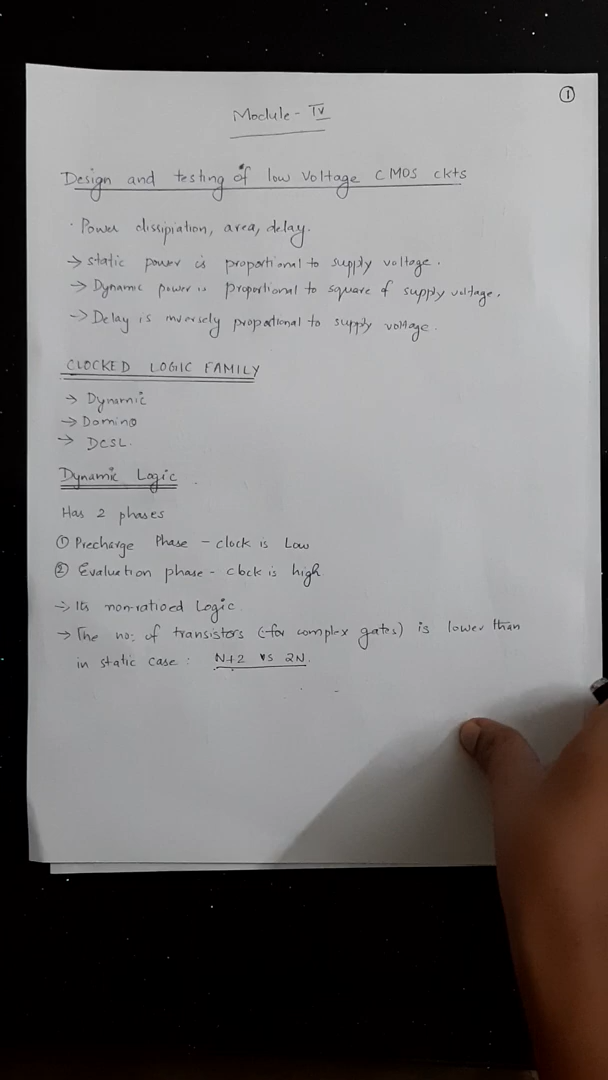 ①
Module - IV
Design and testing of low voltage CMOS ckts
· Power dissipiation, area, delay.
→ static power is proportional to supply voltage.
→ Dynamic power is proportional to square of supply voltage.
→ Delay is inversely propotional to supply voltage.
CLOCKED LOGIC FAMILY
→ Dynamic
→ Domino
→ DCSL.
Dynamic Logic
Has 2 phases
① Precharge Phase - clock is Low
② Evaluation phase - clock is high
→ Its non-ratioed Logic.
→ The no: of transistors (for complex gates) is lower than
in static case : N+2 vs 2N.